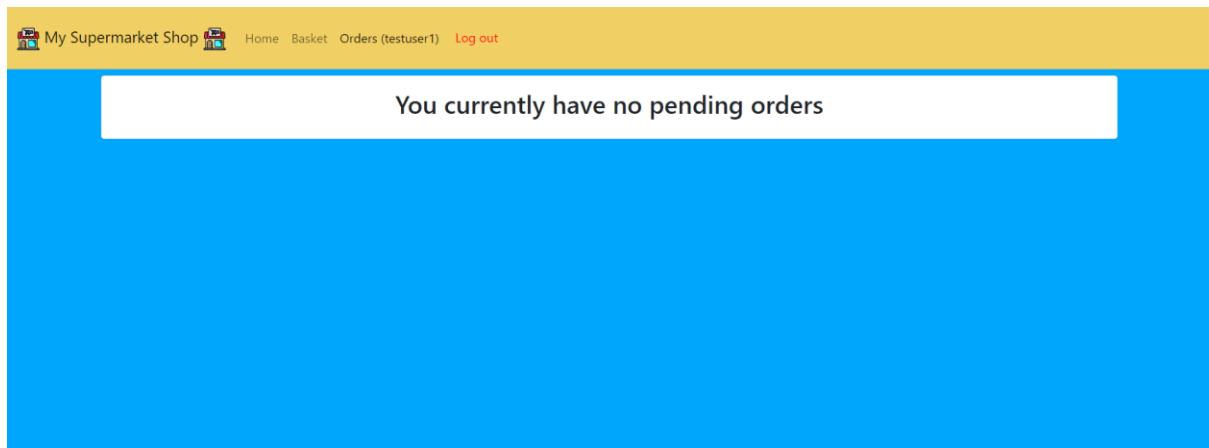 My Supermarket Shop Home Basket Orders (testuser1) Log out
You currently have no pending orders